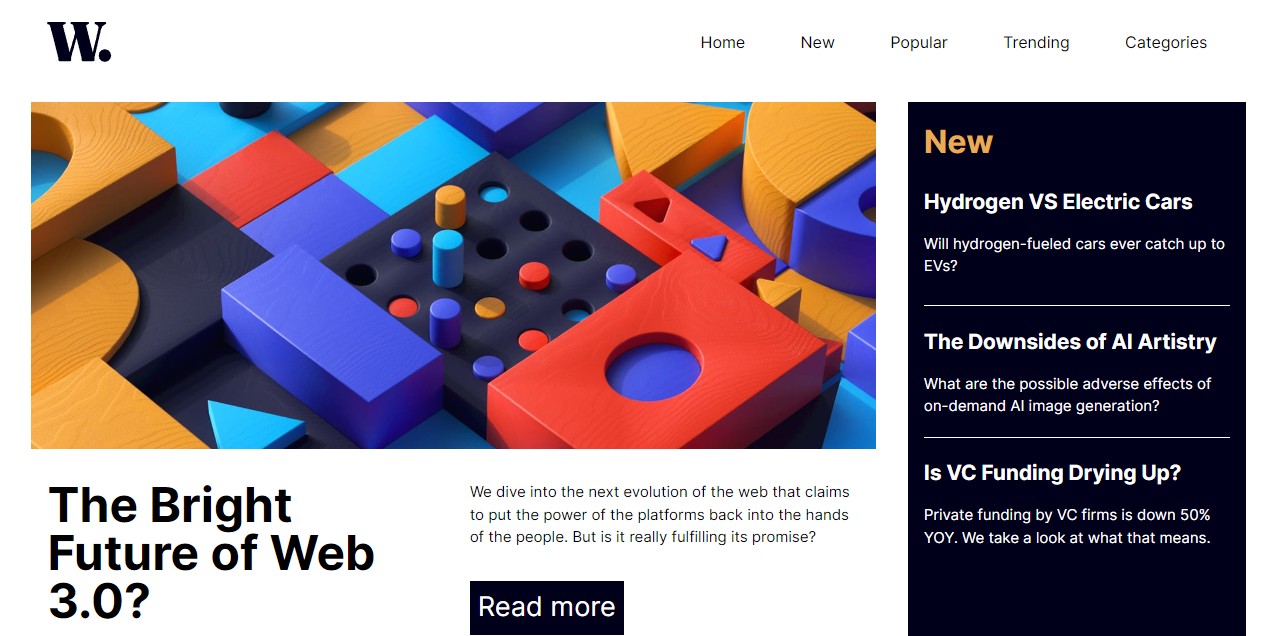 W.
Home New Popular Trending Categories
The Bright
Future of Web
3.0?
We dive into the next evolution of the web that claims
to put the power of the platforms back into the hands
of the people. But is it really fulfilling its promise?
Read more
New
Hydrogen VS Electric Cars
Will hydrogen-fueled cars ever catch up to
EVs?
The Downsides of AI Artistry
What are the possible adverse effects of
on-demand AI image generation?
Is VC Funding Drying Up?
Private funding by VC firms is down 50%
YOY. We take a look at what that means.